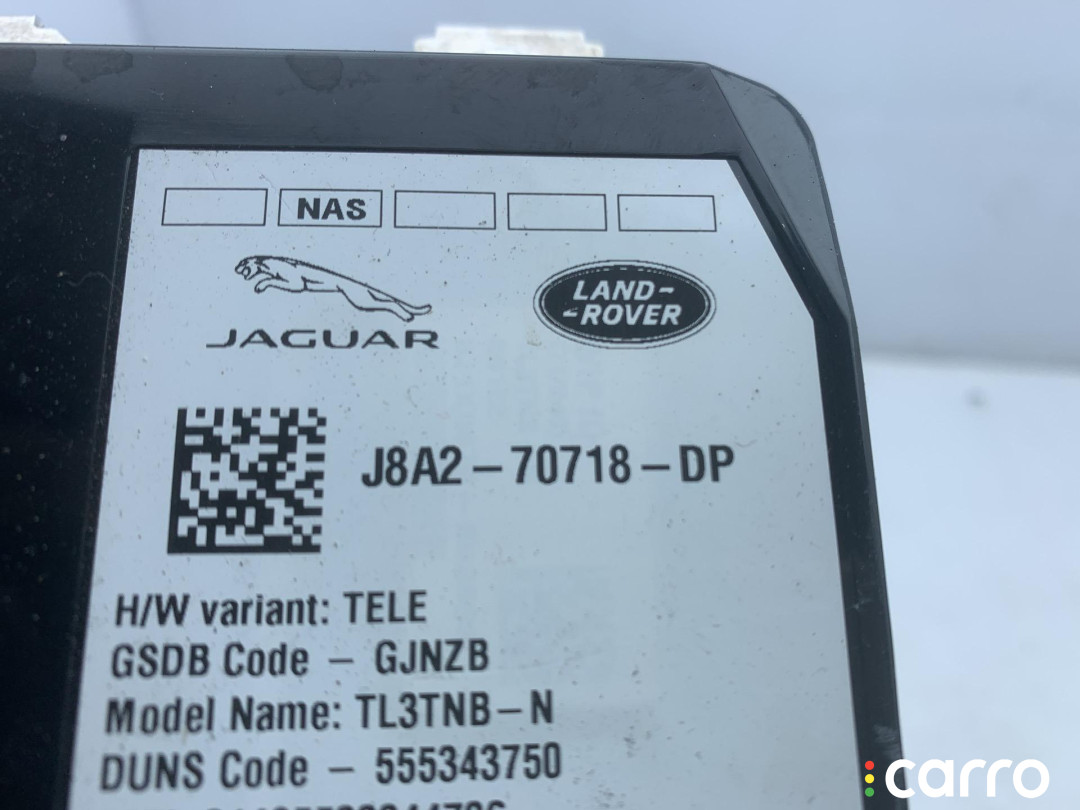 NAS
JAGUAR
LAND-
-ROVER
J8A2-70718-DP
H/W variant: TELE
GSDB Code - GJNZB
Model Name: TL3TNB-N
DUNS Code - 555343750
carro